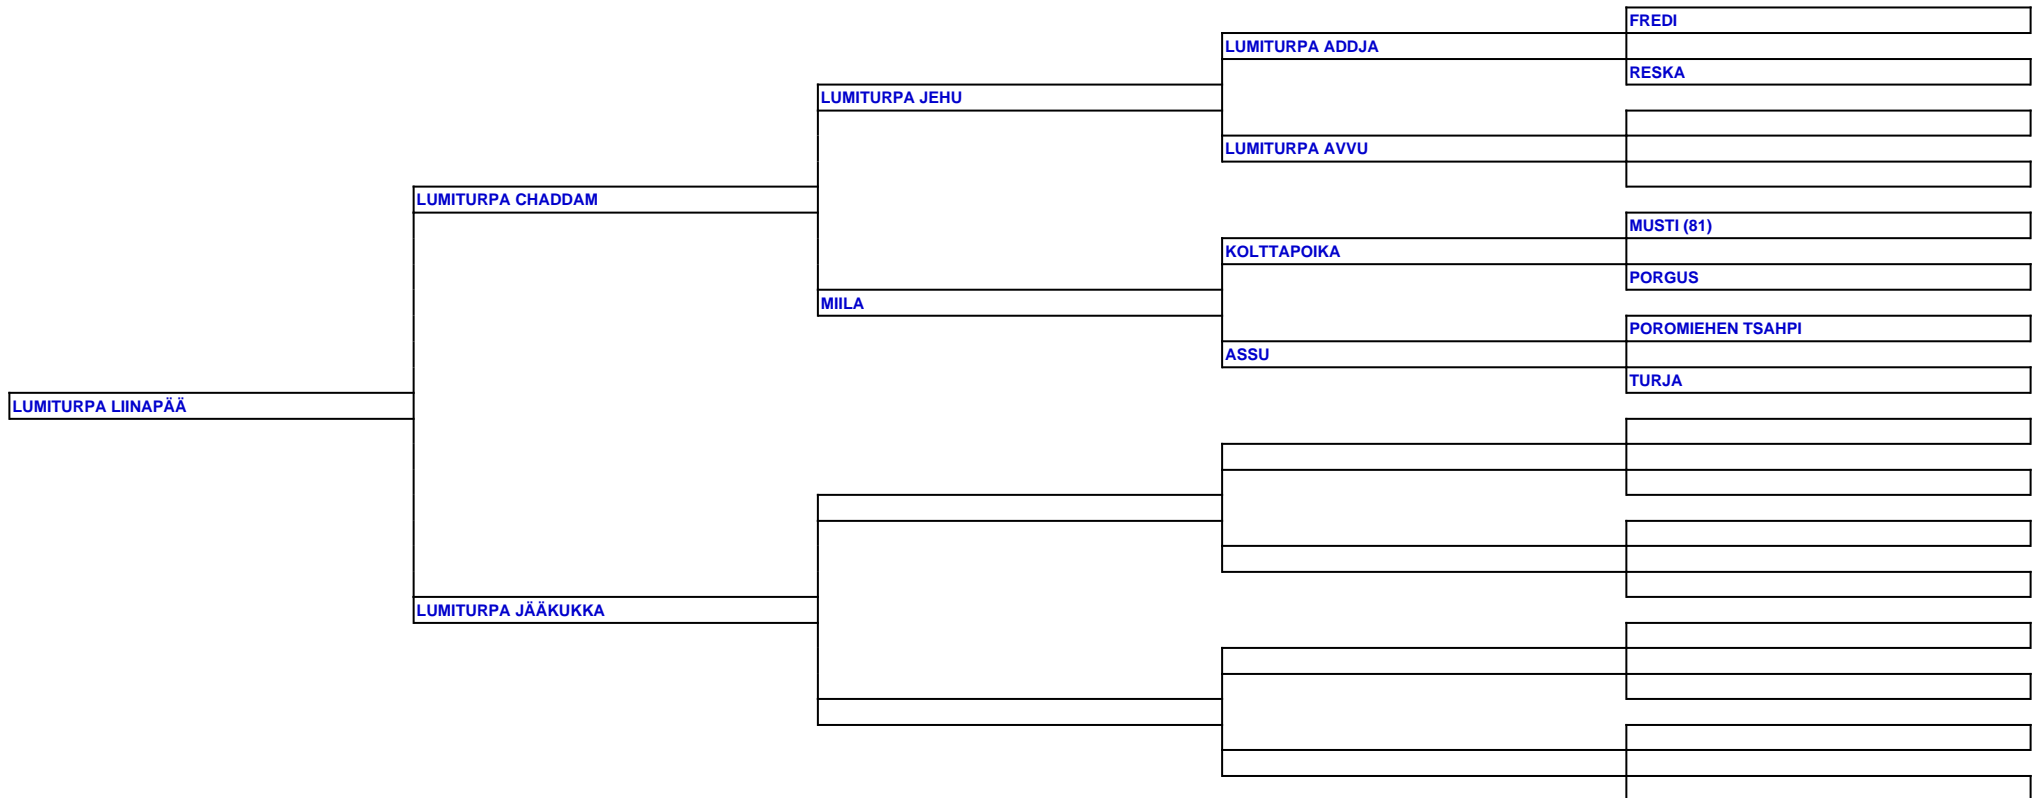 FREDI
LUMITURPA ADDJA
RESKA
LUMITURPA JEHU
LUMITURPA AVVU
LUMITURPA CHADDAM
MUSTI (81)
KOLTTAPOIKA
PORGUS
MIILA
POROMIEHEN TSAHPI
ASSU
TURJA
LUMITURPA LIINAPÄÄ
LUMITURPA JÄÄKUKKA